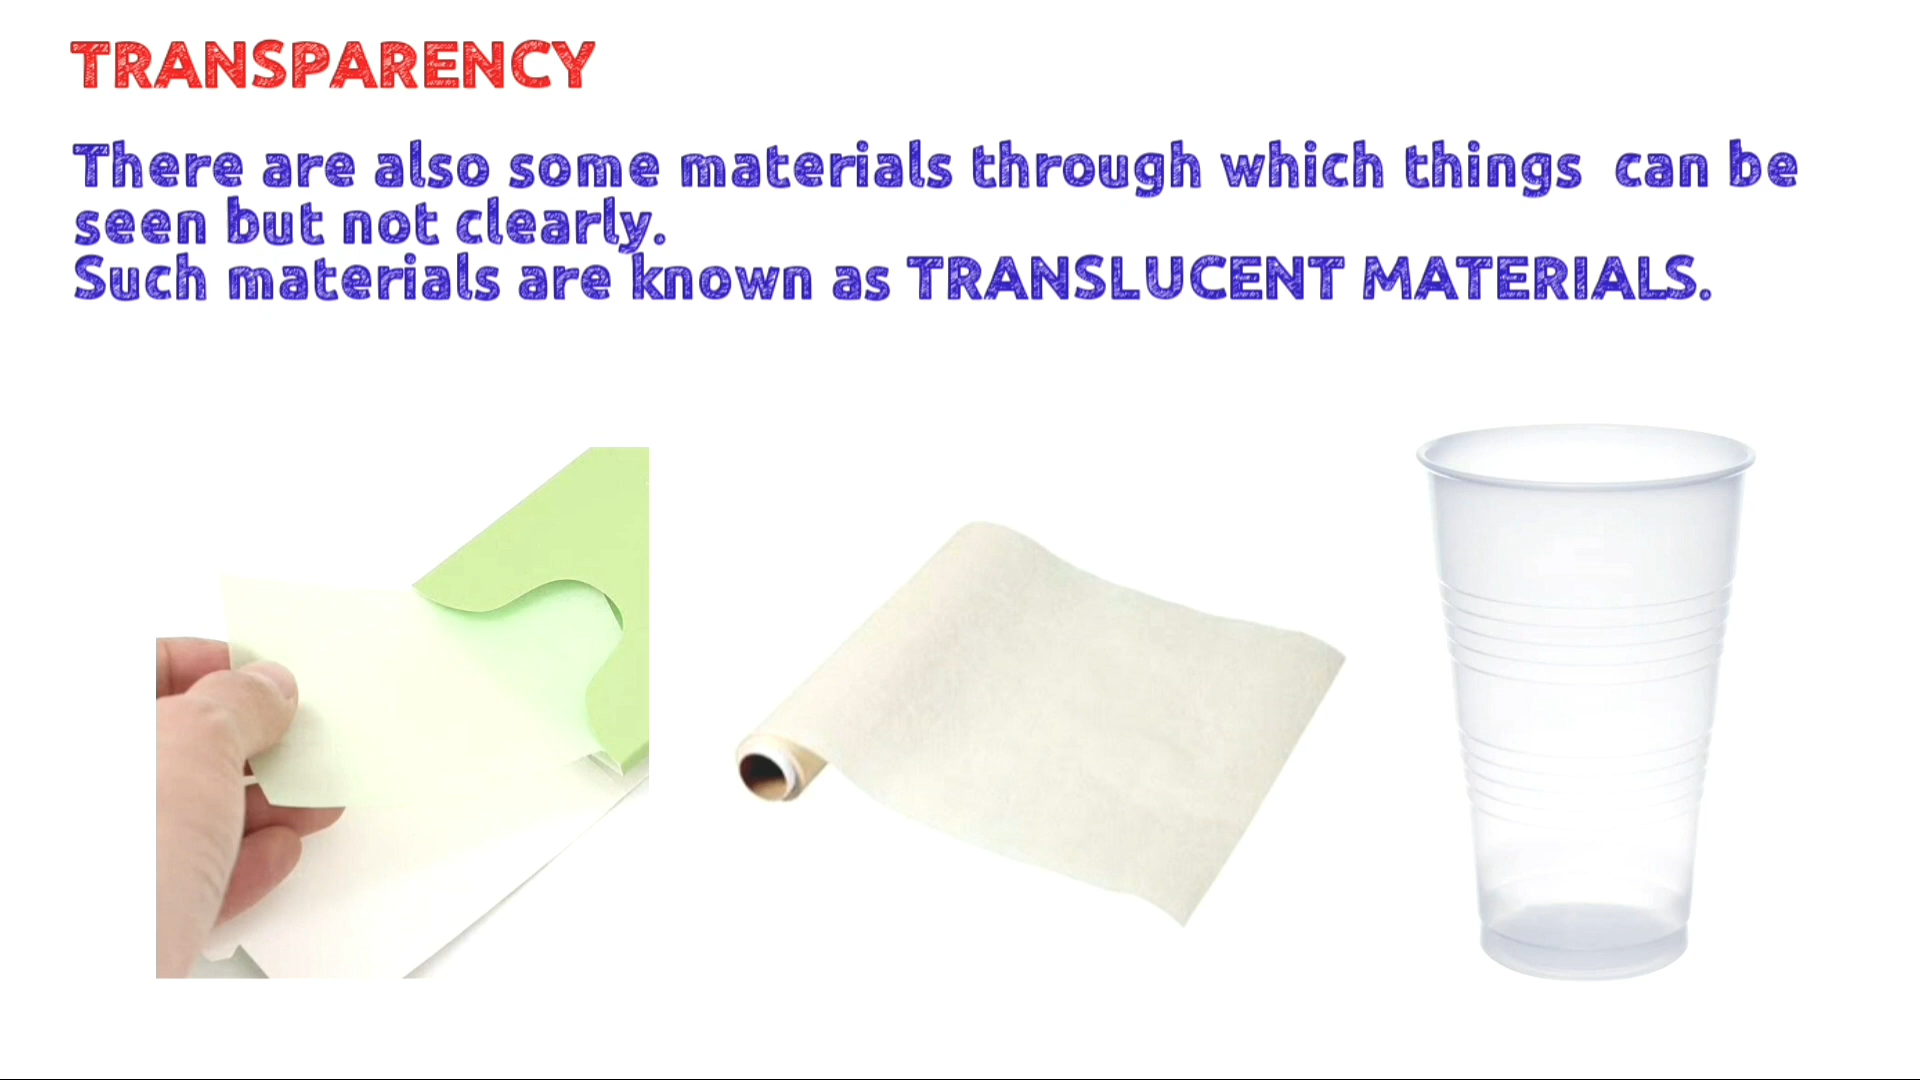 TRANSPARENCY
There are also some materials through which things  can be
seen but not clearly.
Such materials are known as TRANSLUCENT MATERIALS.